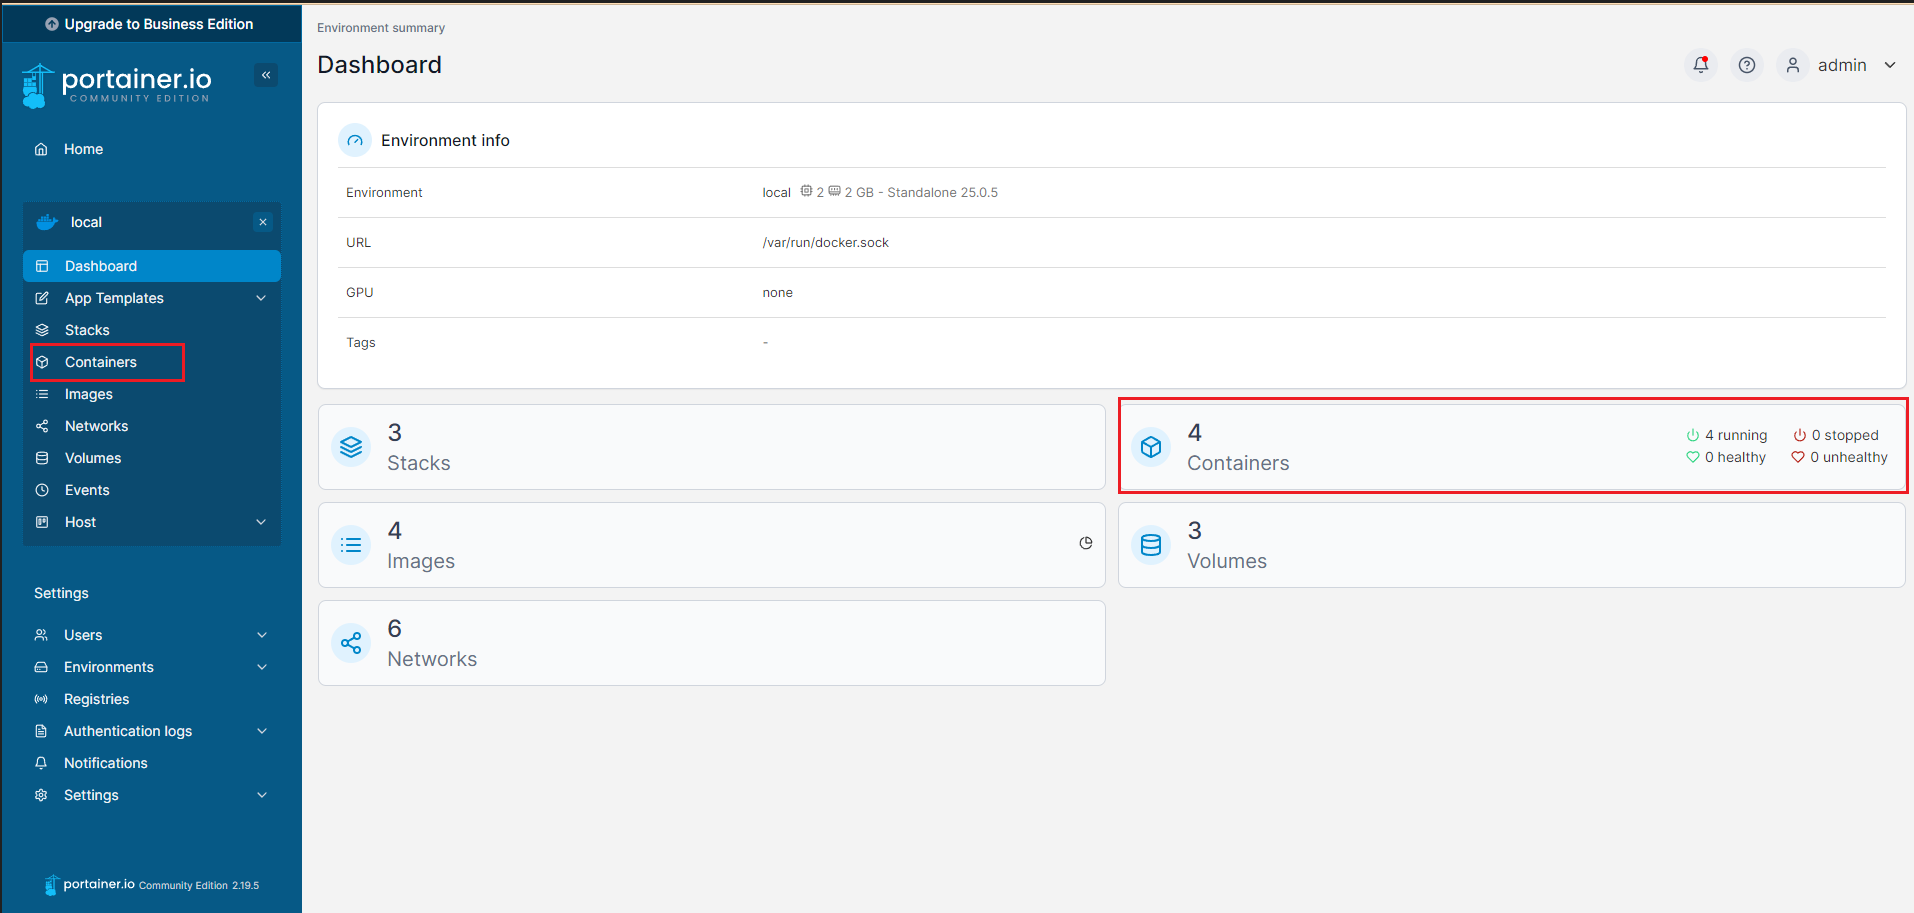 Upgrade to Business Edition
portainer.io
COMMUNITY EDITION
Home
local
Dashboard
App Templates
Stacks
Containers
Images
Networks
Volumes
Events
Host
Settings
Users
Environments
Registries
Authentication logs
Notifications
Settings
portainer.io Community Edition 2.19.5
Environment summary
Dashboard
admin
Environment info
Environment local 2 2 GB - Standalone 25.0.5
URL /var/run/docker.sock
GPU none
Tags -
3
Stacks
4
Containers
4 running 0 stopped
0 healthy 0 unhealthy
4
Images
3
Volumes
6
Networks